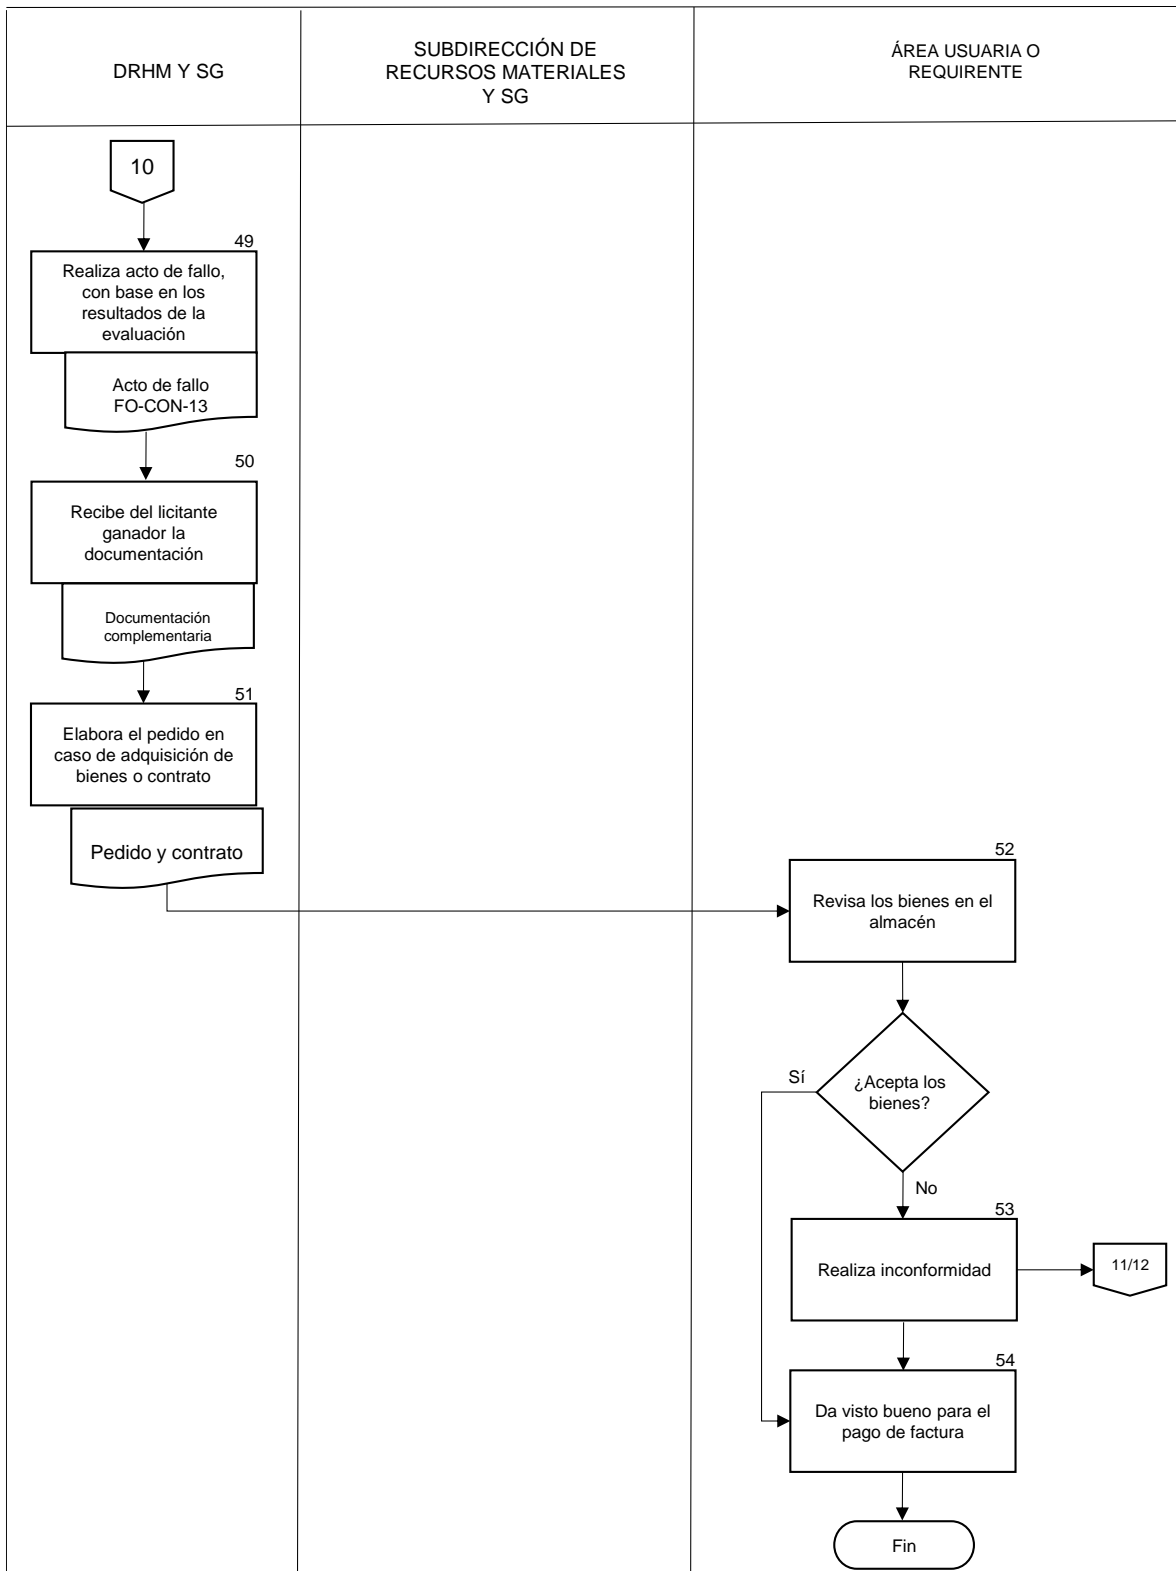 DRHM Y SG
SUBDIRECCIÓN DE
RECURSOS MATERIALES
Y SG
ÁREA USUARIA O
REQUIRENTE
10
49
Realiza acto de fallo,
con base en los
resultados de la
evaluación
Acto de fallo
FO-CON-13
50
Recibe del licitante
ganador la
documentación
Documentación
complementaria
51
Elabora el pedido en
caso de adquisición de
bienes o contrato
Pedido y contrato
52
Revisa los bienes en el
almacén
¿Acepta los
bienes?
Sí
No
53
Realiza inconformidad
11/12
54
Da visto bueno para el
pago de factura
Fin